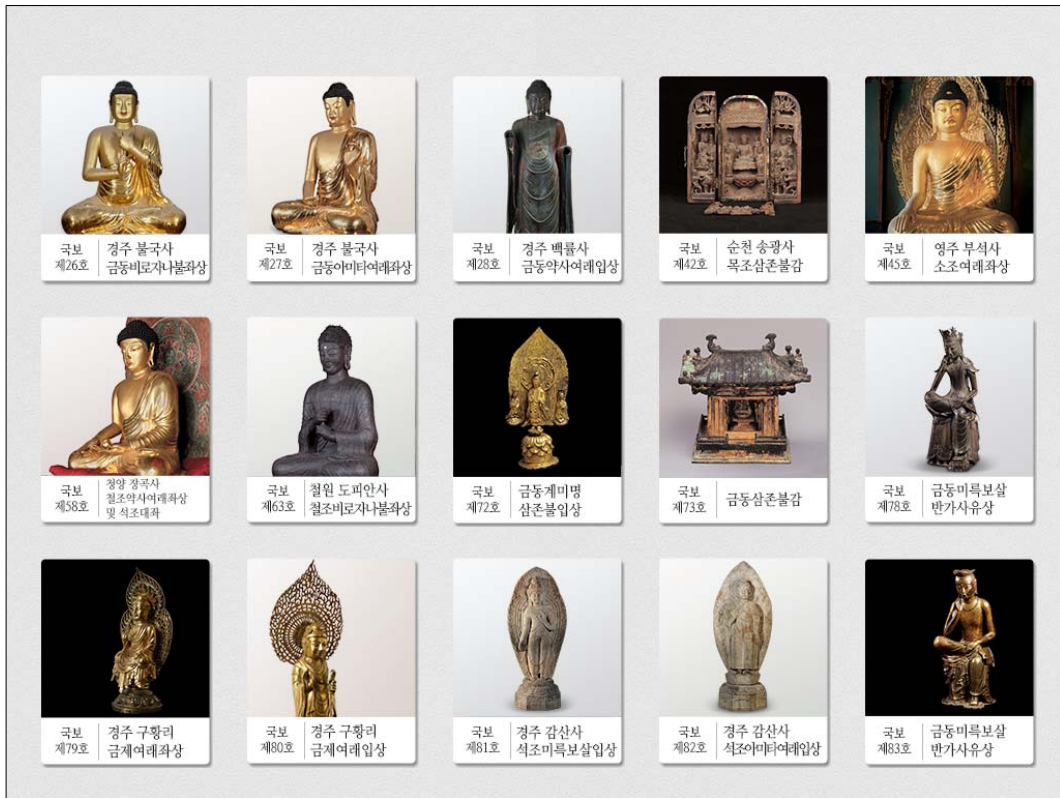 국보 제26호
경주 불국사
금동비로자나불좌상
국보 제27호
경주 불국사
금동아미타여래좌상
국보 제28호
경주 백률사
금동약사여래입상
국보 제42호
순천 송광사
목조삼존불감
국보 제45호
영주 부석사
소조여래좌상
국보 제58호
청양 장곡사
철조약사여래좌상
및 석조대좌
국보 제63호
철원 도피안사
철조비로자나불좌상
국보 제72호
금동계미명
삼존불입상
국보 제73호
금동삼존불감
국보 제78호
금동미륵보살
반가사유상
국보 제79호
경주 구황리
금제여래좌상
국보 제80호
경주 구황리
금제여래입상
국보 제81호
경주 감산사
석조미륵보살입상
국보 제82호
경주 감산사
석조아미타여래입상
국보 제83호
금동미륵보살
반가사유상